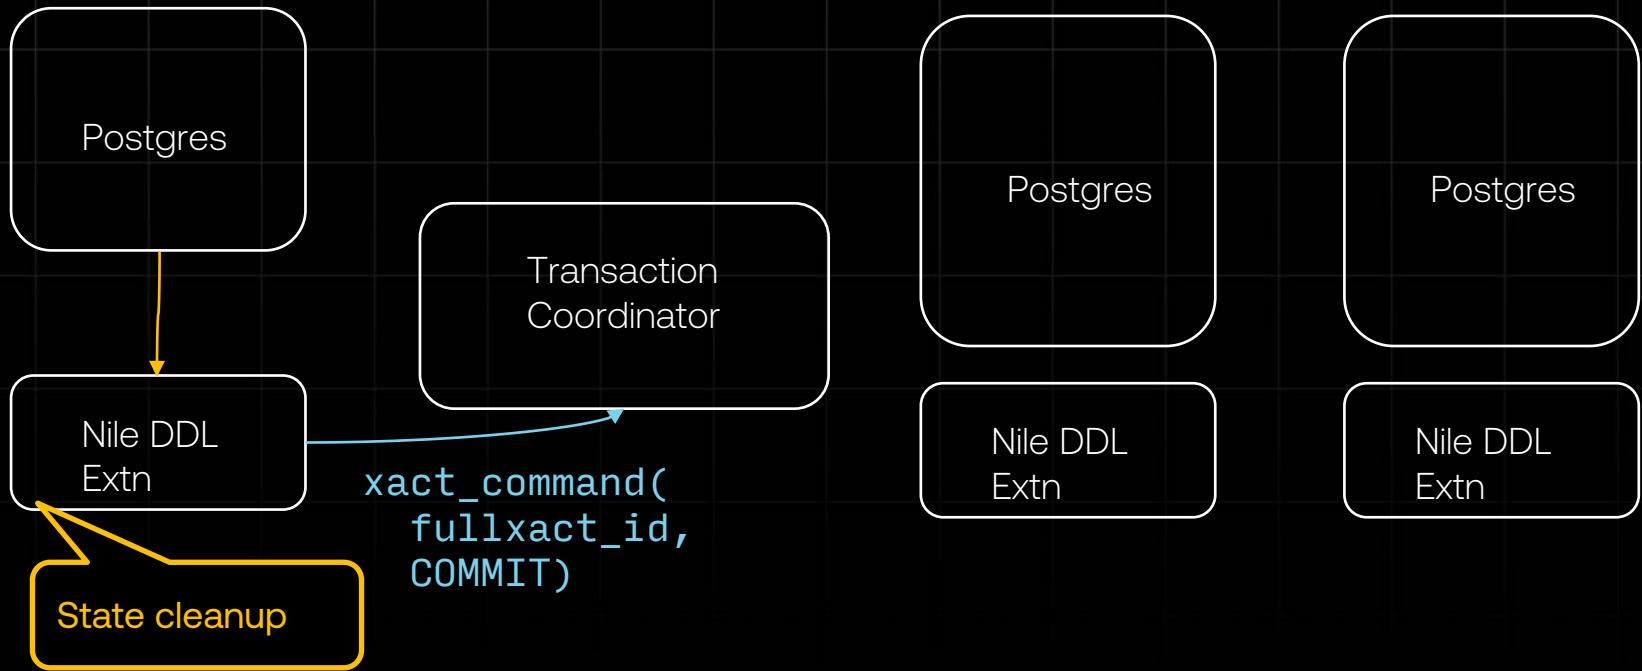 Postgres
Nile DDL
Extn
State cleanup
Transaction
Coordinator
xact_command(
fullxact_id,
COMMIT)
Postgres
Nile DDL
Extn
Postgres
Nile DDL
Extn